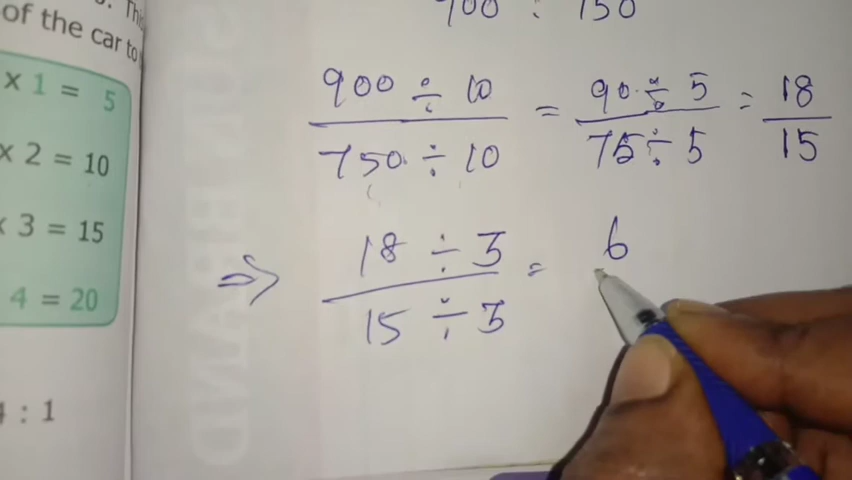 of the car to
× 1 = 5
× 2 = 10
× 3 = 15
4 = 20
: 1
: 150
900 ÷ 10 = 90 ÷ 5 = 18
750 ÷ 10 75 ÷ 5 15
⇒ 18 ÷ 3 = 6
15 ÷ 3